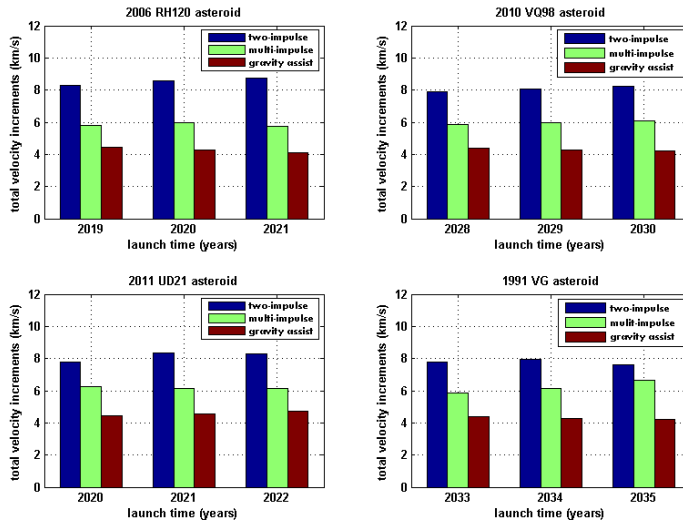 2006 RH120 asteroid
total velocity increments (km/s)
12
10
8
6
4
2
0
two-impulse
multi-impulse
gravity assist
2019 2020 2021
launch time (years)
2010 VQ98 asteroid
total velocity increments (km/s)
12
10
8
6
4
2
0
two-impulse
multi-impulse
gravity assist
2028 2029 2030
launch time (years)
2011 UD21 asteroid
total velocity increments (km/s)
12
10
8
6
4
2
0
two-impulse
multi-impulse
gravity assist
2020 2021 2022
launch time (years)
1991 VG asteroid
total velocity increments (km/s)
12
10
8
6
4
2
0
two-impulse
mulit-impulse
gravity assist
2033 2034 2035
launch time (years)